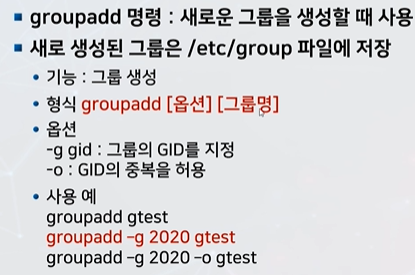 ▪ groupadd 명령 : 새로운 그룹을 생성할 때 사용
▪ 새로 생성된 그룹은 /etc/group 파일에 저장
• 기능 : 그룹 생성
• 형식 groupadd [옵션] [그룹명]
• 옵션
-g gid : 그룹의 GID를 지정
-o : GID의 중복을 허용
• 사용 예
groupadd gtest
groupadd –g 2020 gtest
groupadd –g 2020 –o gtest